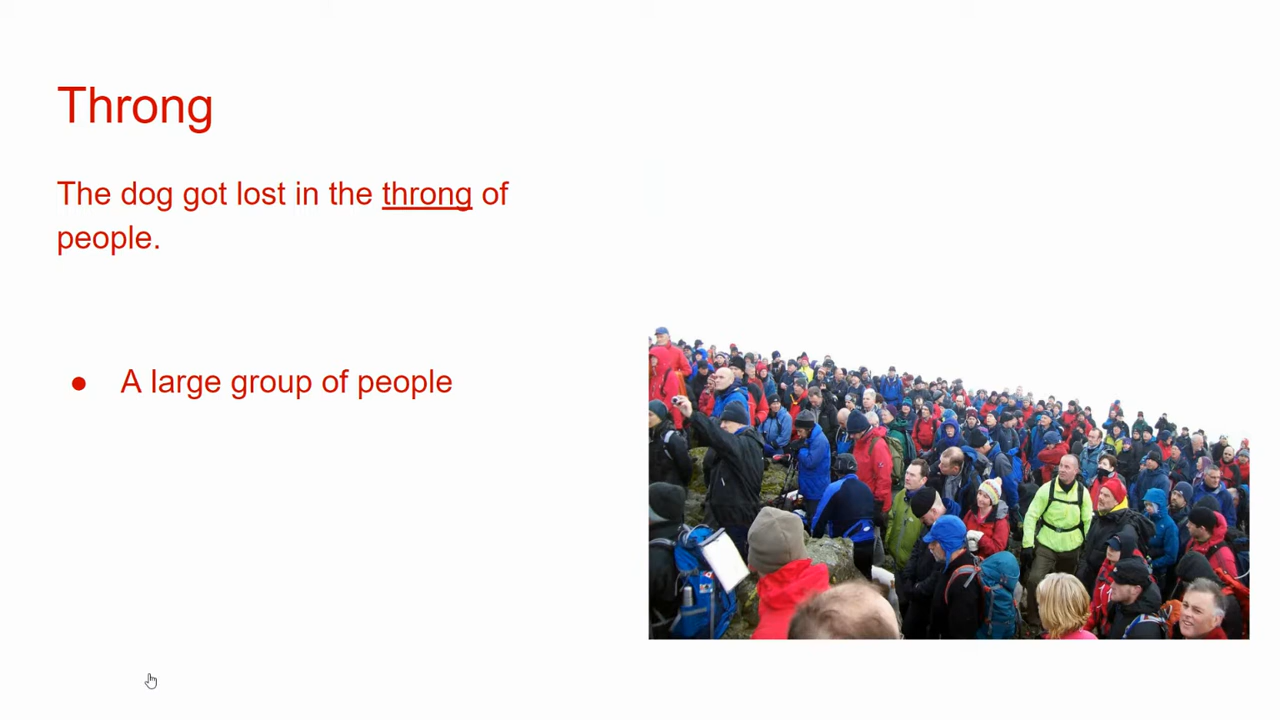 Throng
The dog got lost in the throng of
people.
● A large group of people